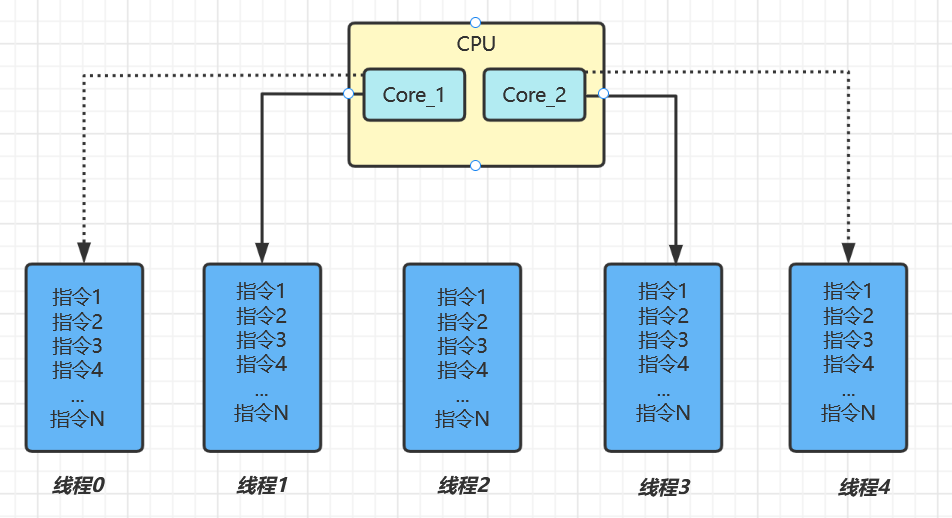 CPU
Core_1
Core_2
指令1
指令2
指令3
指令4
...
指令N
线程0
指令1
指令2
指令3
指令4
...
指令N
线程1
指令1
指令2
指令3
指令4
...
指令N
线程2
指令1
指令2
指令3
指令4
...
指令N
线程3
指令1
指令2
指令3
指令4
...
指令N
线程4